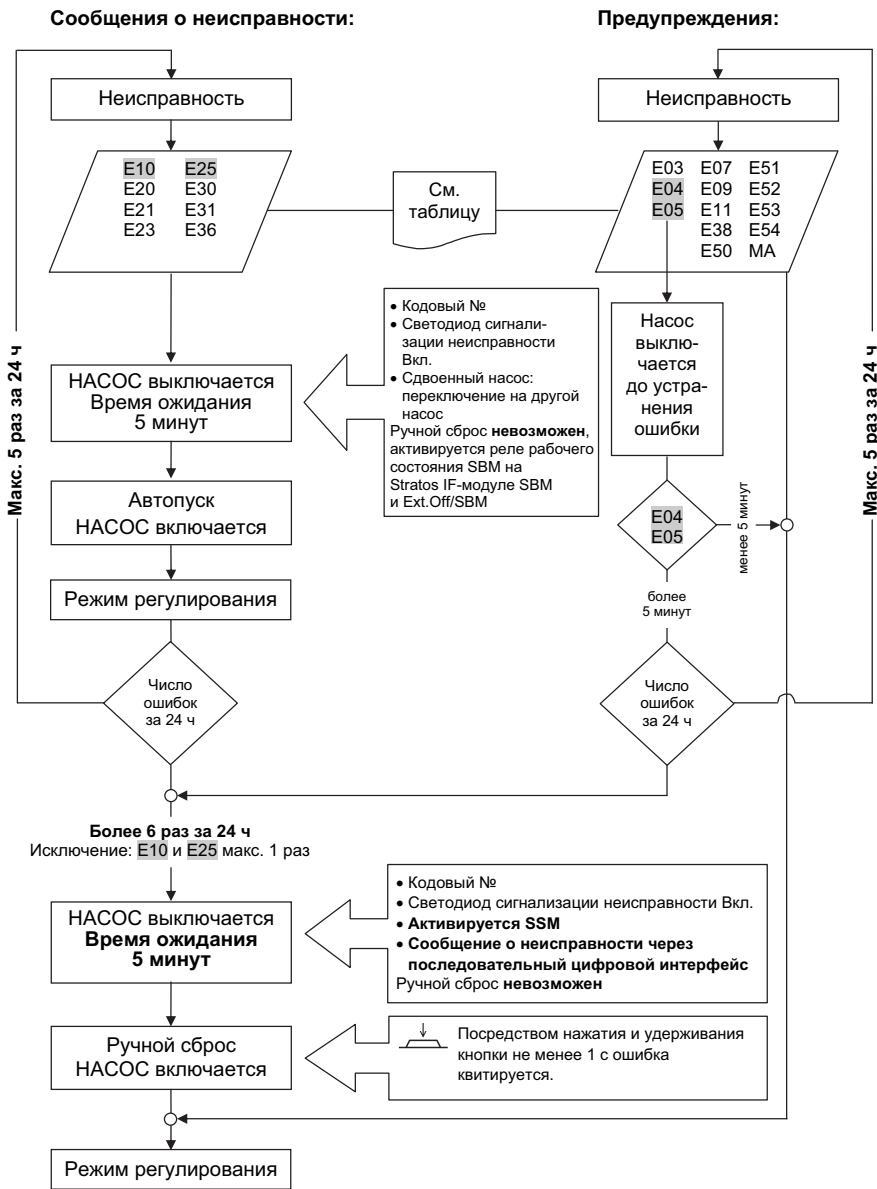 Сообщения о неисправности:
Предупреждения:
Неисправность
Неисправность
E10 E25
E20 E30
E21 E31
E23 E36
См.
таблицу
E03 E07 E51
E04 E09 E52
E05 E11 E53
E38 E54
E50 MA
Макс. 5 раз за 24 ч
• Кодовый №
• Светодиод сигнали-
зации неисправности
Вкл.
• Сдвоенный насос:
переключение на другой
насос
Ручной сброс невозможен,
активируется реле рабочего
состояния SBM на
Stratos IF-модуле SBM
и Ext.Off/SBM
Насос
выклю-
чается
до устра-
нения
ошибки
Макс. 5 раз за 24 ч
НАСОС выключается
Время ожидания
5 минут
Автопуск
НАСОС включается
E04
E05
менее 5 минут
Режим регулирования
более
5 минут
Число
ошибок
за 24 ч
Число
ошибок
за 24 ч
Более 6 раз за 24 ч
Исключение: E10 и E25 макс. 1 раз
НАСОС выключается
Время ожидания
5 минут
• Кодовый №
• Светодиод сигнализации неисправности Вкл.
• Активируется SSM
• Сообщение о неисправности через
последовательный цифровой интерфейс
Ручной сброс невозможен
Ручной сброс
НАСОС включается
Посредством нажатия и удерживания
кнопки не менее 1 с ошибка
квитируется.
Режим регулирования